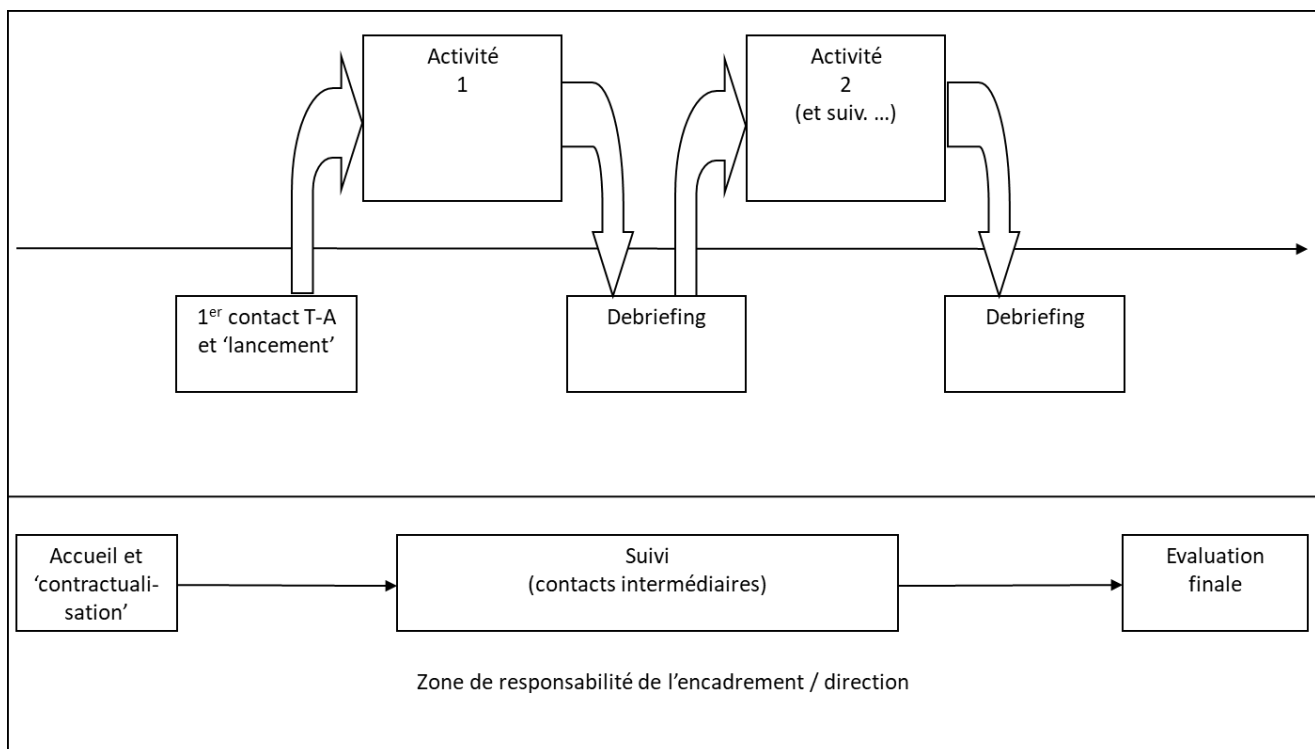 Activité
1
Activité
2
(et suiv. …)
1er contact T-A
et ‘lancement’
Debriefing
Debriefing
Accueil et
‘contractuali-
sation’
Suivi
(contacts intermédiaires)
Evaluation
finale
Zone de responsabilité de l’encadrement / direction